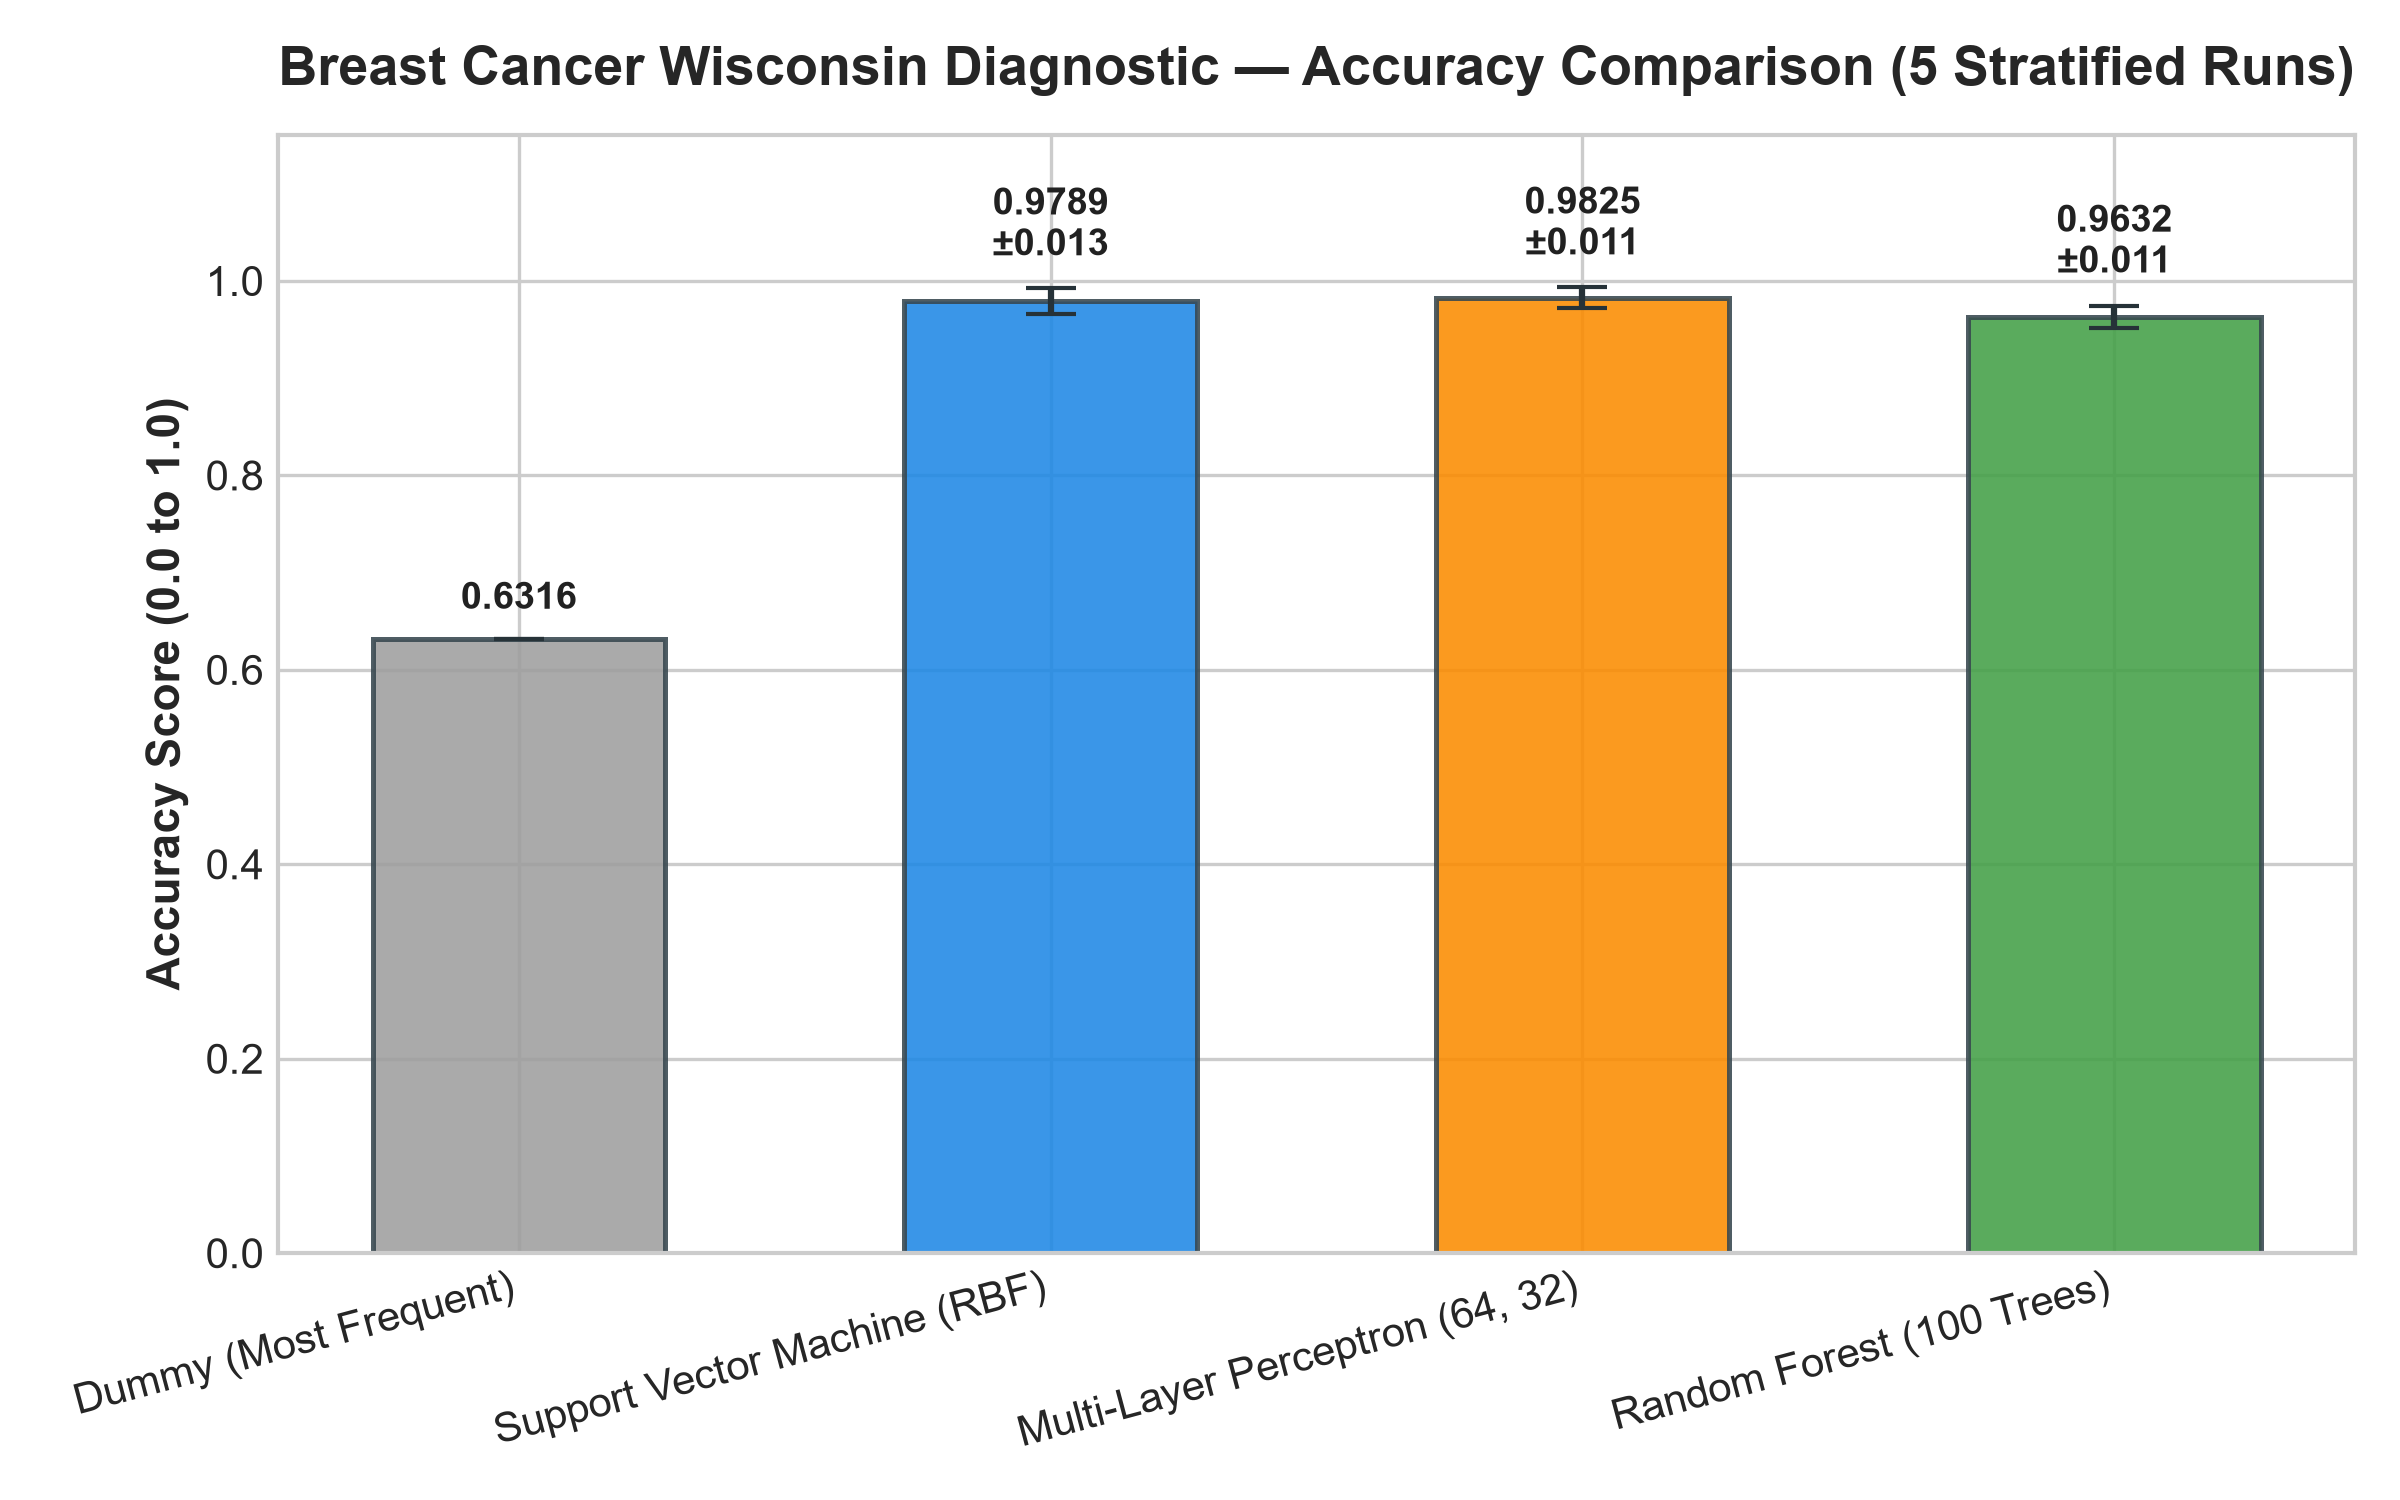 Breast Cancer Wisconsin Diagnostic — Accuracy Comparison (5 Stratified Runs)
Accuracy Score (0.0 to 1.0)
1.0
0.8
0.6
0.4
0.2
0.0
0.6316
0.9789
±0.013
0.9825
±0.011
0.9632
±0.011
Dummy (Most Frequent)
Support Vector Machine (RBF)
Multi-Layer Perceptron (64, 32)
Random Forest (100 Trees)